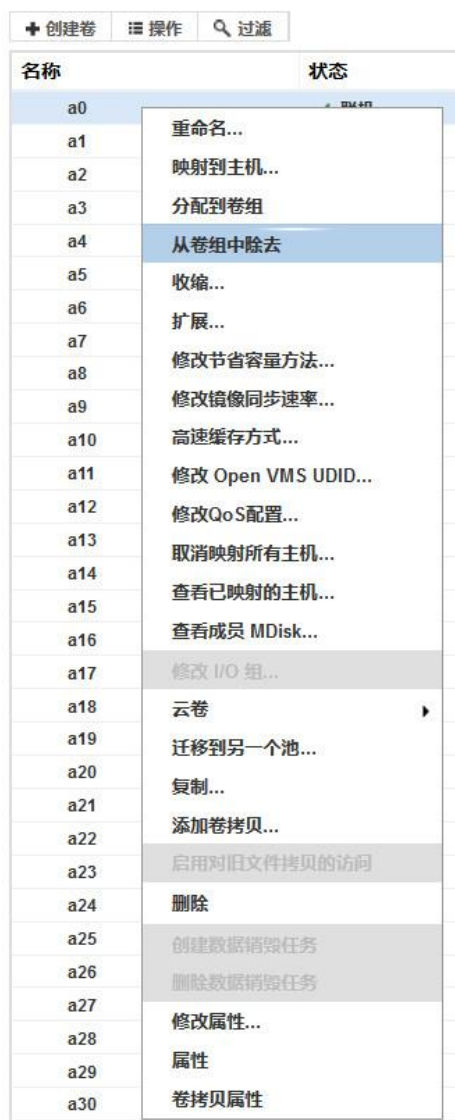 创建卷 操作 过滤
名称 状态
a0 联机
a1
a2
a3
a4
a5
a6
a7
a8
a9
a10
a11
a12
a13
a14
a15
a16
a17
a18
a19
a20
a21
a22
a23
a24
a25
a26
a27
a28
a29
a30
重命名...
映射到主机...
分配到卷组
从卷组中除去
收缩...
扩展...
修改节省容量方法...
修改镜像同步速率...
高速缓存方式...
修改 Open VMS UDID...
修改QoS配置...
取消映射所有主机...
查看已映射的主机...
查看成员 MDisk...
修改 I/O 组...
云卷
迁移到另一个池...
复制...
添加卷拷贝...
启用对旧文件拷贝的访问
删除
创建数据销毁任务
删除数据销毁任务
修改属性...
属性
卷拷贝属性